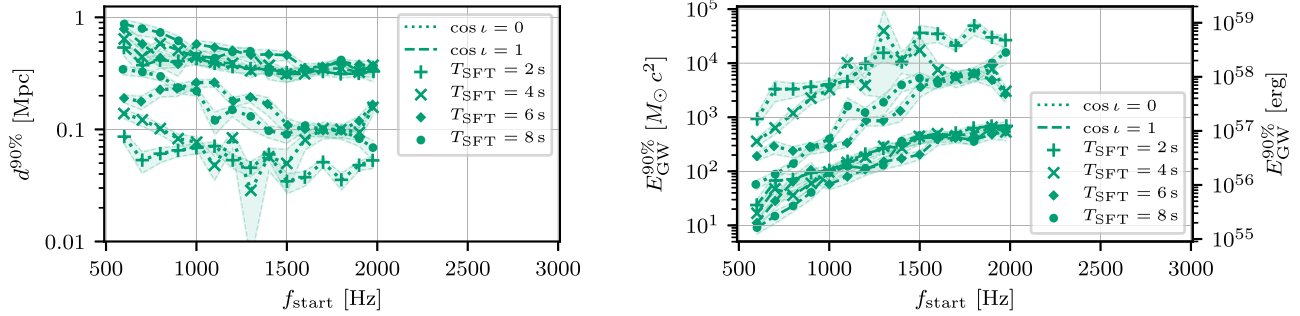 1
0.1
0.01
d^{90%} [Mpc]
500 1000 1500 2000 2500 3000
f_start [Hz]
cos ι = 0
cos ι = 1
T_SFT = 2 s
T_SFT = 4 s
T_SFT = 6 s
T_SFT = 8 s
10^5
10^4
10^3
10^2
10^1
E_GW^{90%} [M⊙ c^2]
500 1000 1500 2000 2500 3000
f_start [Hz]
cos ι = 0
cos ι = 1
T_SFT = 2 s
T_SFT = 4 s
T_SFT = 6 s
T_SFT = 8 s
10^59
10^58
10^57
10^56
10^55
E_GW^{90%} [erg]